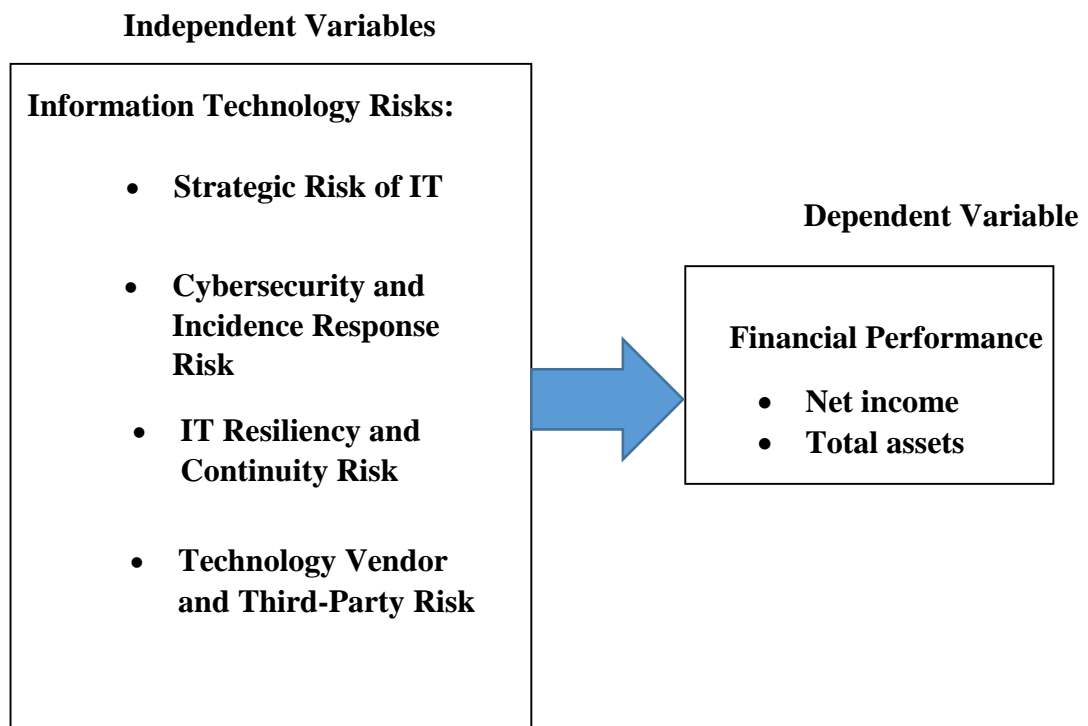 Independent Variables
Information Technology Risks:
• Strategic Risk of IT
• Cybersecurity and
Incidence Response
Risk
• IT Resiliency and
Continuity Risk
• Technology Vendor
and Third-Party Risk
Dependent Variable
Financial Performance
• Net income
• Total assets